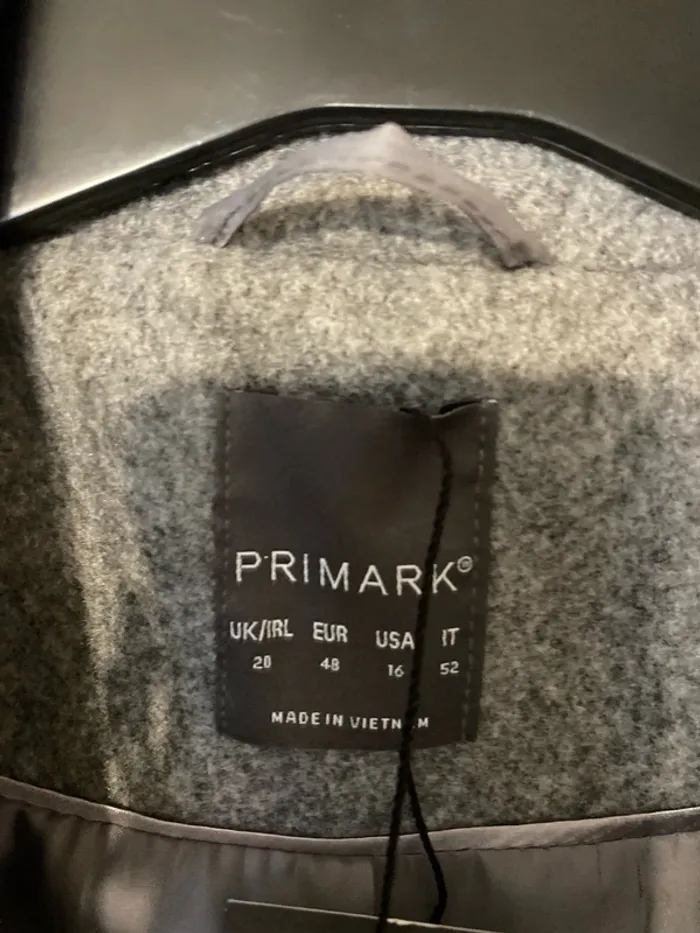 PRIMARK®
UK/IRL EUR USA IT
20 48 16 52
MADE IN VIETNAM